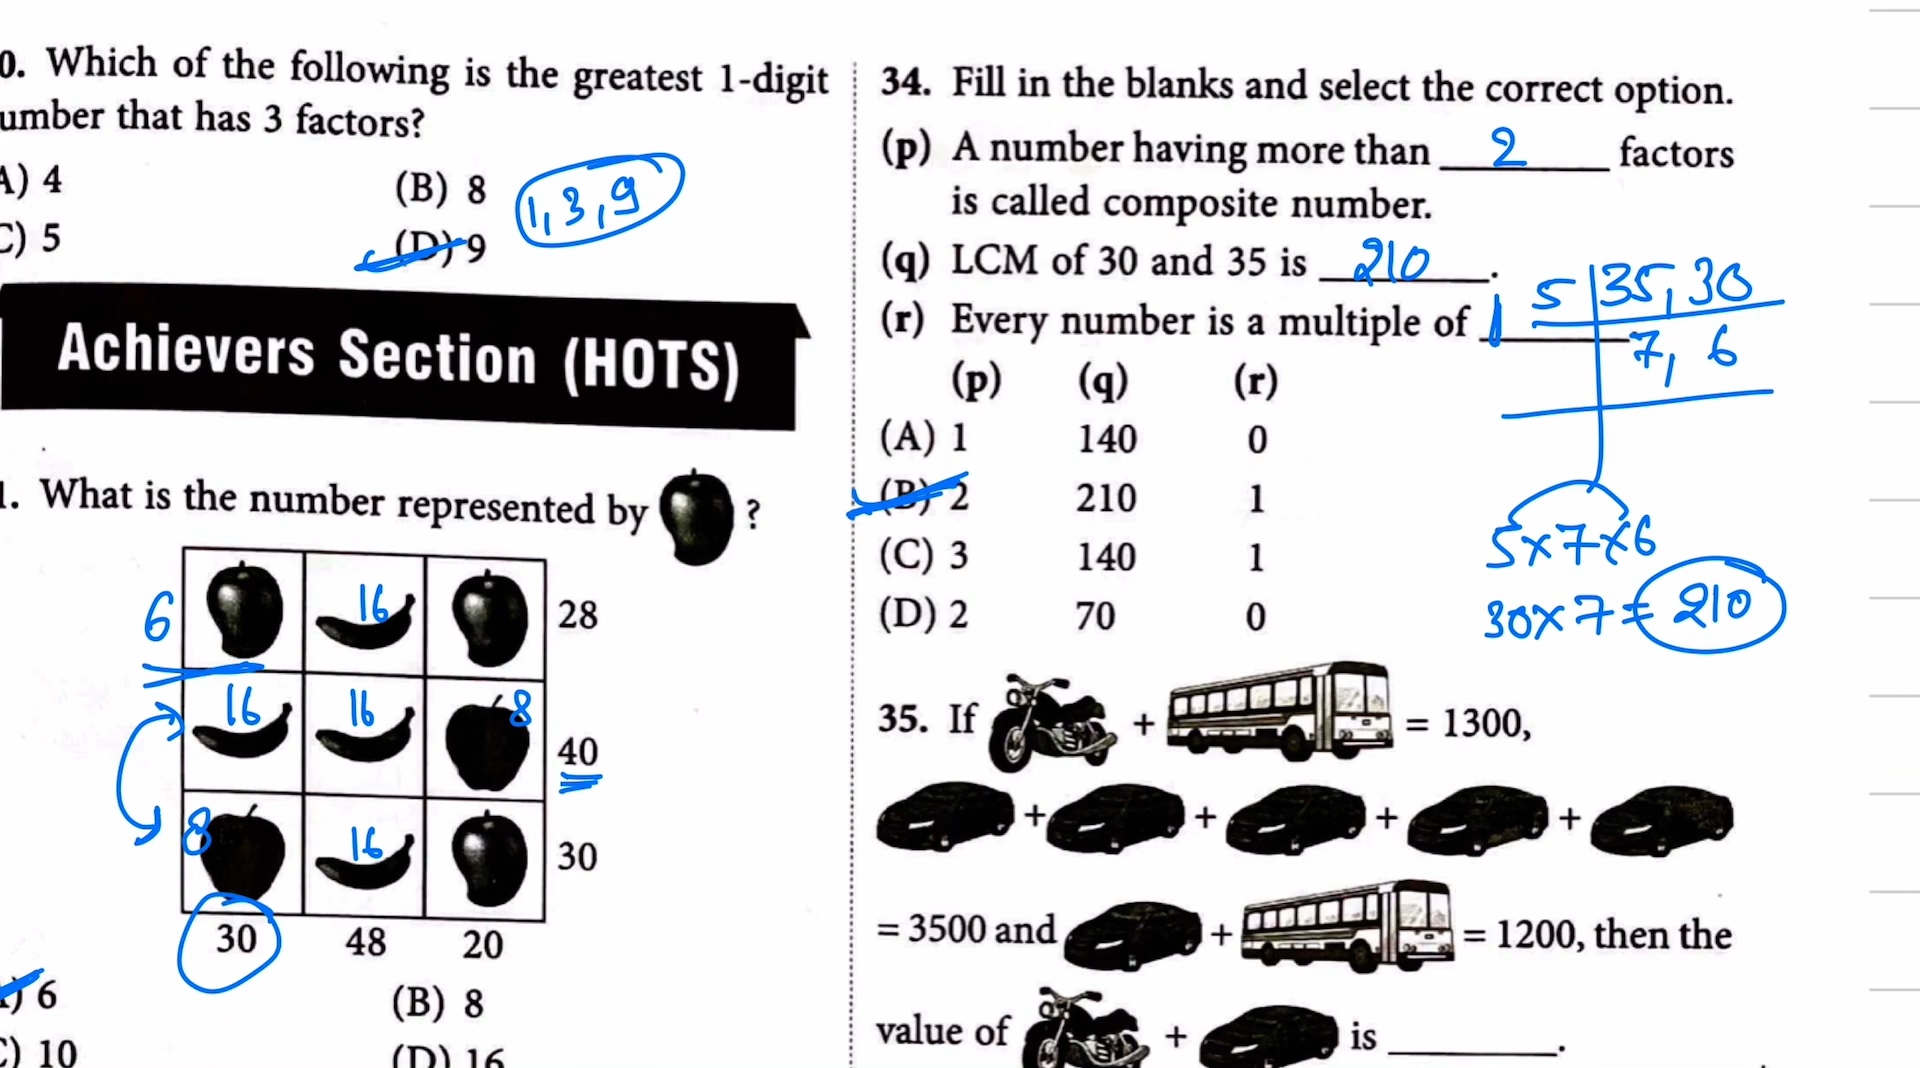 0. Which of the following is the greatest 1-digit
umber that has 3 factors?
A) 4
(B) 8
1, 3, 9
C) 5
(D) 9
Achievers Section (HOTS)
1. What is the number represented by ?
6
16
28
16
16
8
40
8
16
30
30
48
20
6
(B) 8
C) 10
(D) 16
34. Fill in the blanks and select the correct option.
(p) A number having more than 2 factors
is called composite number.
(q) LCM of 30 and 35 is 210.
(r) Every number is a multiple of 1
5 35, 30
7, 6
(p) (q) (r)
(A) 1 140 0
(B) 2 210 1
(C) 3 140 1
(D) 2 70 0
5×7×6
30×7=210
35. If + = 1300,
+ + + +
= 3500 and + = 1200, then the
value of + is ______.